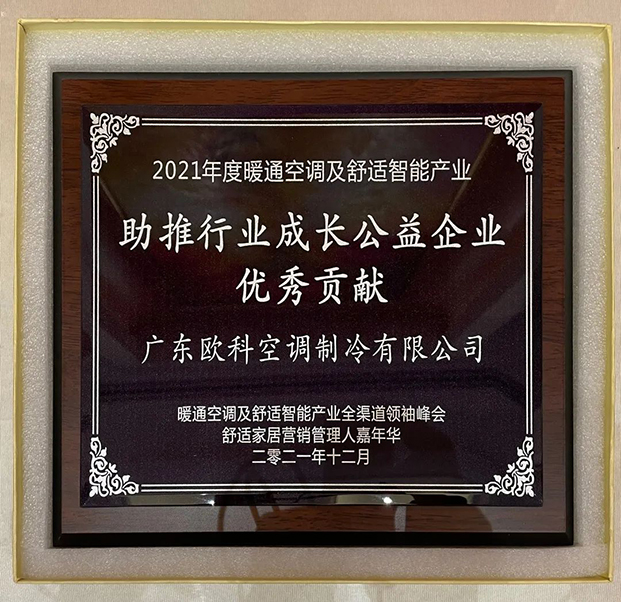 2021年度暖通空调及舒适智能产业
助推行业成长公益企业
优秀贡献
广东欧科空调制冷有限公司
暖通空调及舒适智能产业全渠道领袖峰会
舒适家居营销管理人嘉年华
二零二一年十二月